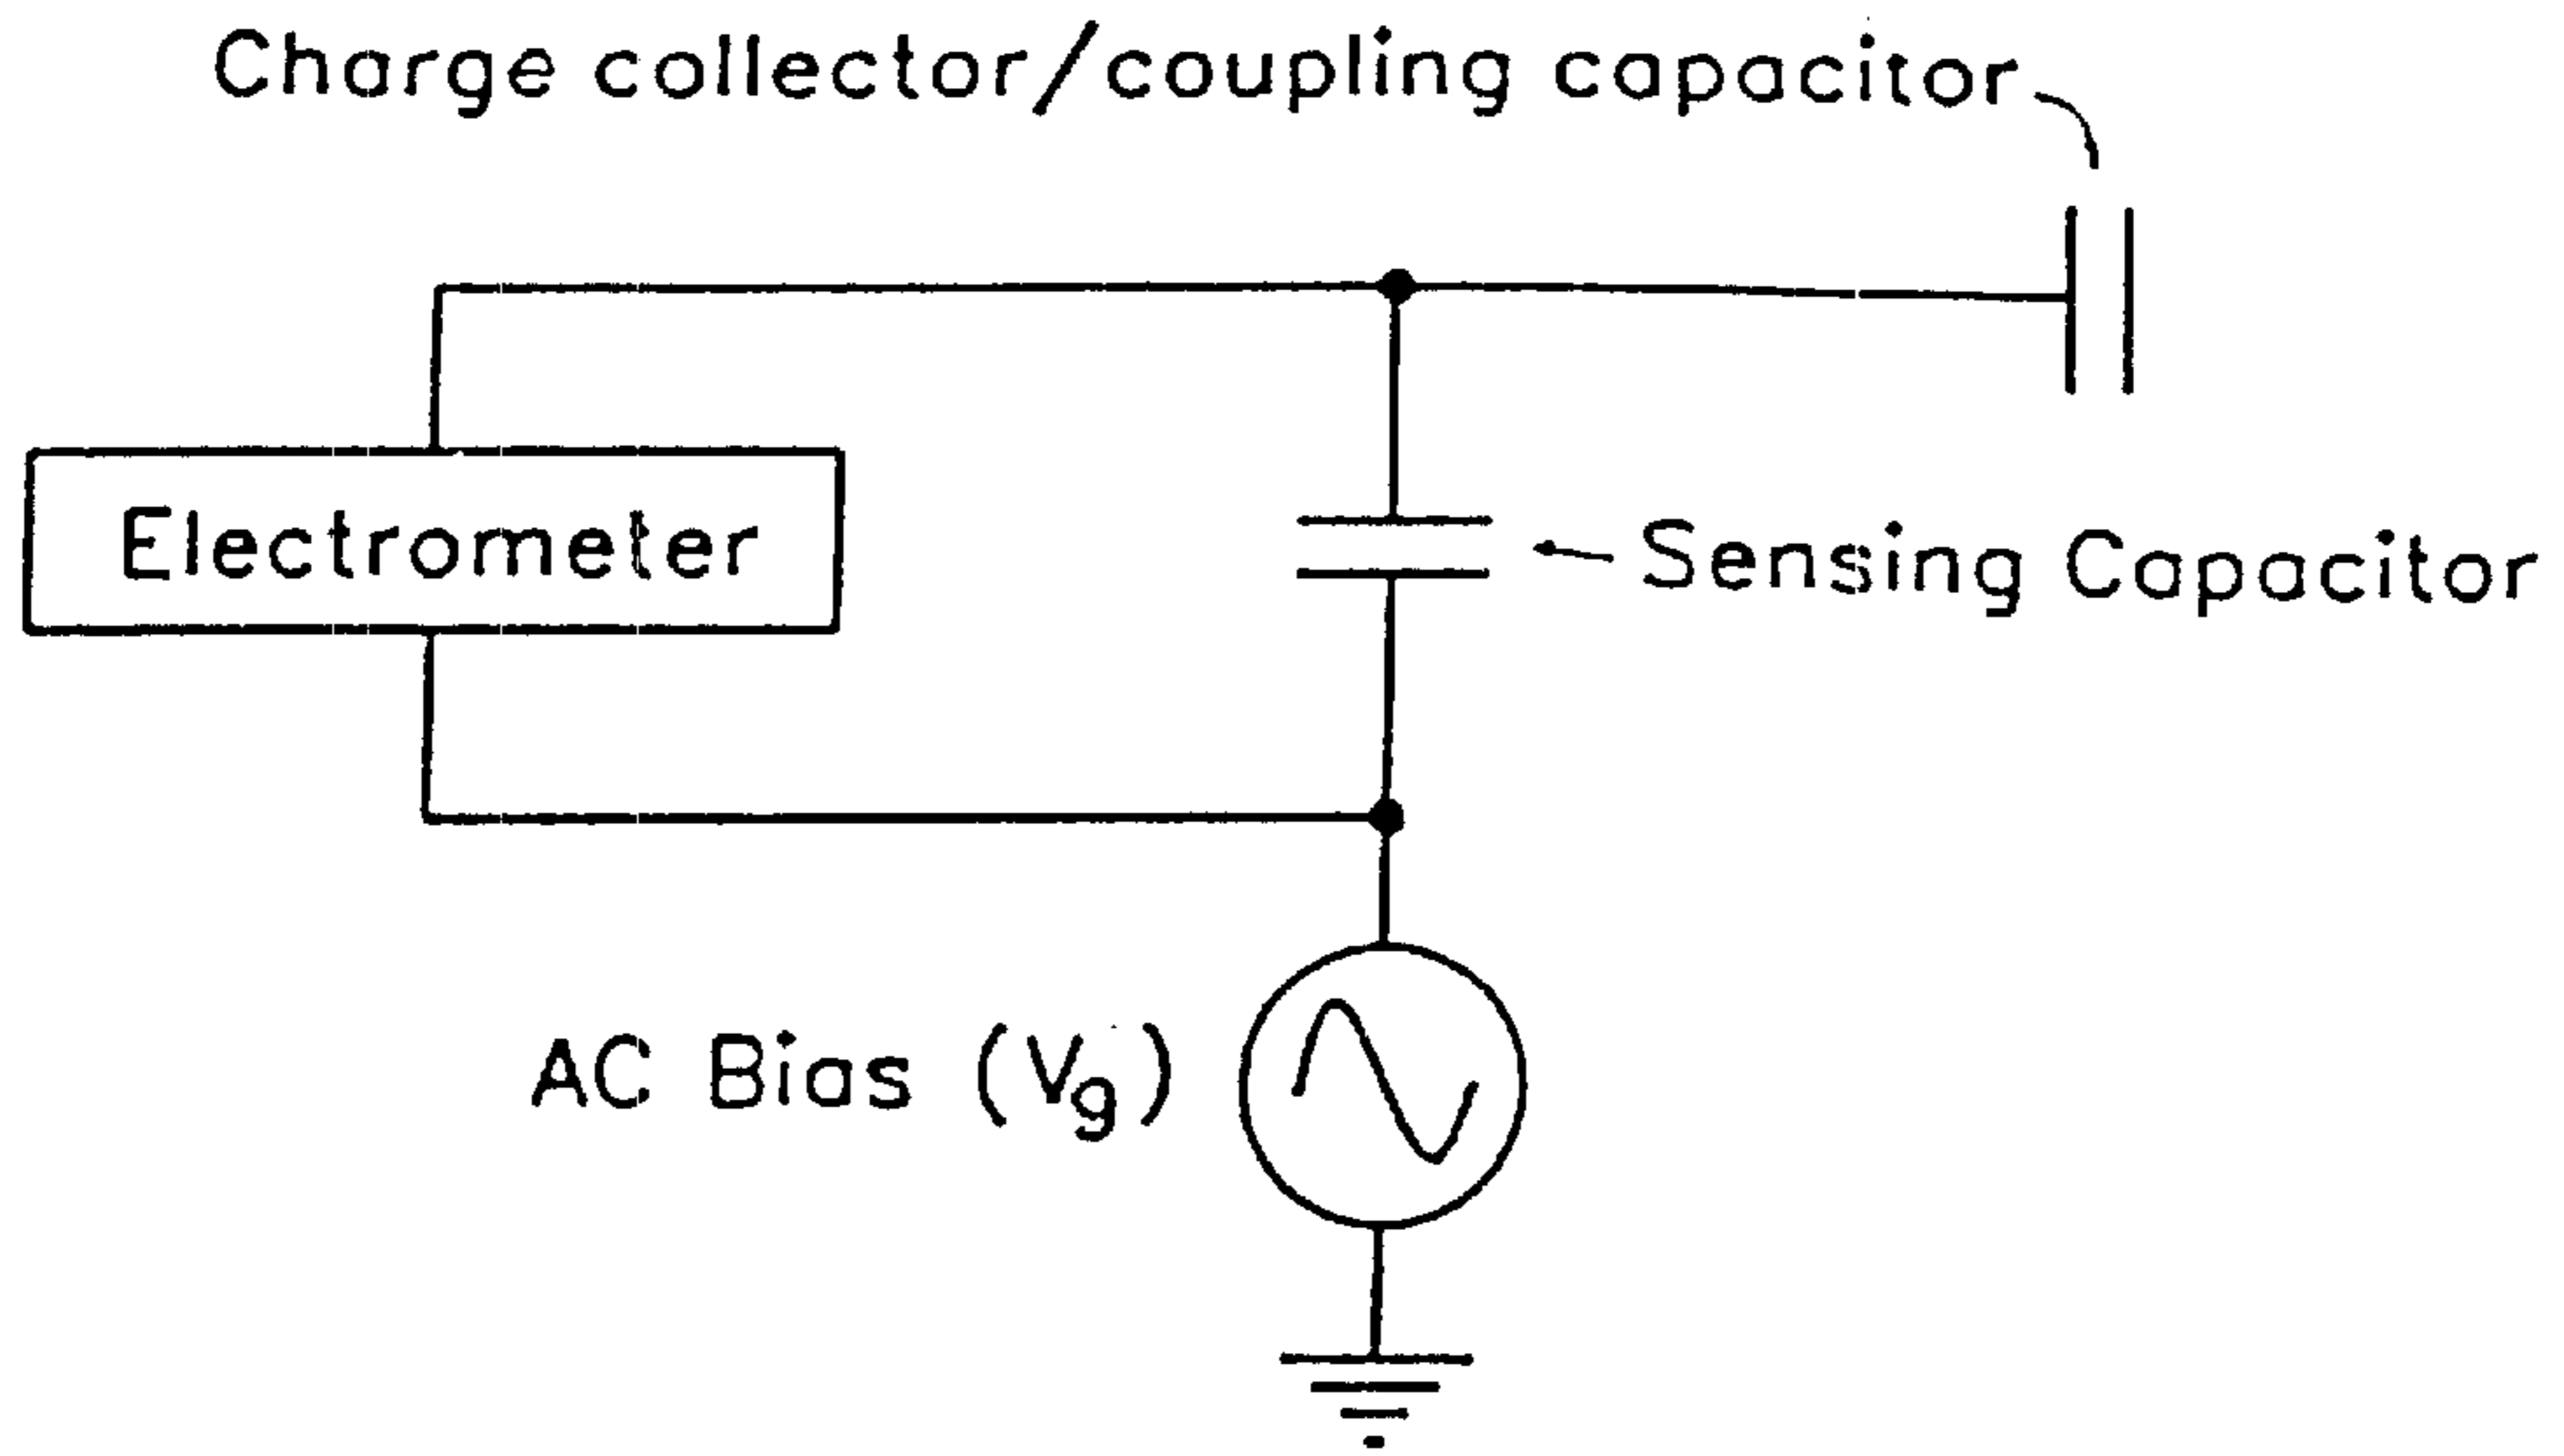 Charge collector/coupling capacitor
Electrometer
Sensing Capacitor
AC Bias (Vg)